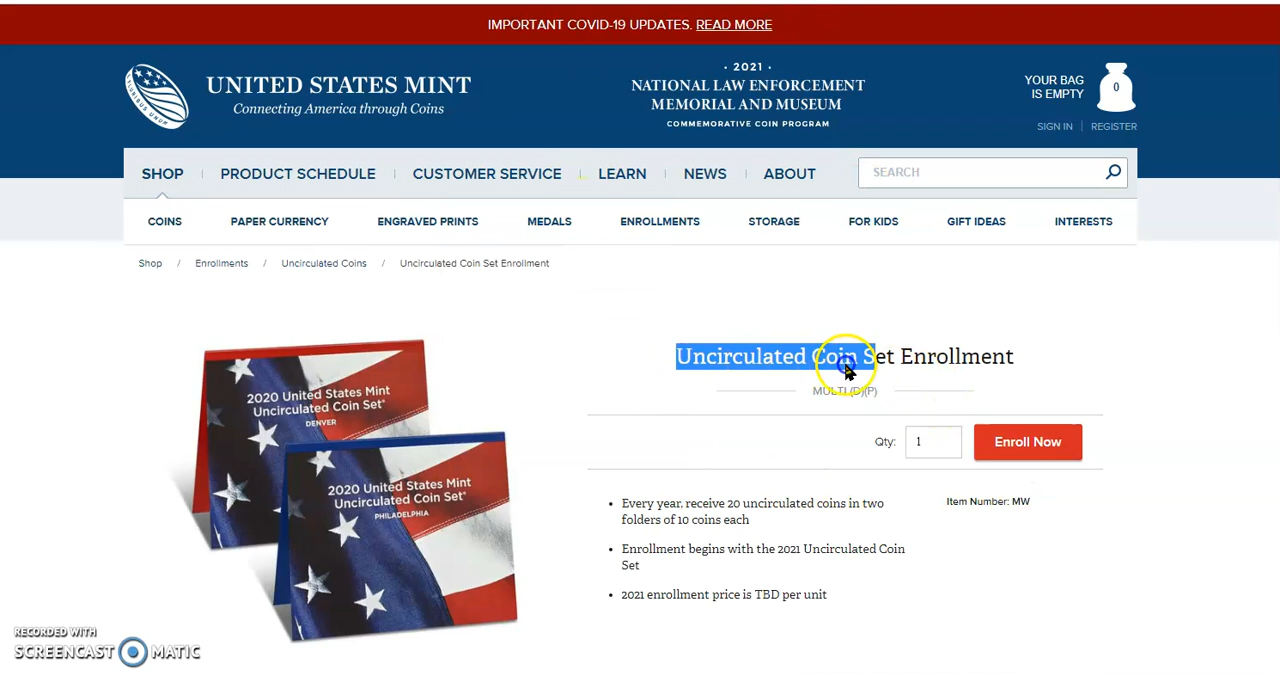 IMPORTANT COVID-19 UPDATES. READ MORE
UNITED STATES MINT
Connecting America through Coins
PLURIBUS UNUM
· 2021 ·
NATIONAL LAW ENFORCEMENT
MEMORIAL AND MUSEUM
COMMEMORATIVE COIN PROGRAM
YOUR BAG
IS EMPTY
0
SIGN IN | REGISTER
SHOP
PRODUCT SCHEDULE
CUSTOMER SERVICE
LEARN
NEWS
ABOUT
SEARCH
COINS
PAPER CURRENCY
ENGRAVED PRINTS
MEDALS
ENROLLMENTS
STORAGE
FOR KIDS
GIFT IDEAS
INTERESTS
Shop / Enrollments / Uncirculated Coins / Uncirculated Coin Set Enrollment
2020 United States Mint
Uncirculated Coin Set®
DENVER
2020 United States Mint
Uncirculated Coin Set®
PHILADELPHIA
Uncirculated Coin Set Enrollment
MULTI (D)(P)
Qty: 1
Enroll Now
• Every year, receive 20 uncirculated coins in two
folders of 10 coins each
• Enrollment begins with the 2021 Uncirculated Coin
Set
• 2021 enrollment price is TBD per unit
Item Number: MW
RECORDED WITH
SCREENCAST MATIC